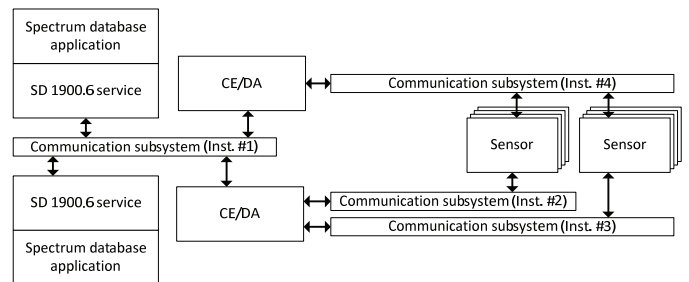 Spectrum database
application
SD 1900.6 service
CE/DA
Communication subsystem (Inst. #4)
Communication subsystem (Inst. #1)
Sensor
Sensor
SD 1900.6 service
CE/DA
Communication subsystem (Inst. #2)
Communication subsystem (Inst. #3)
Spectrum database
application